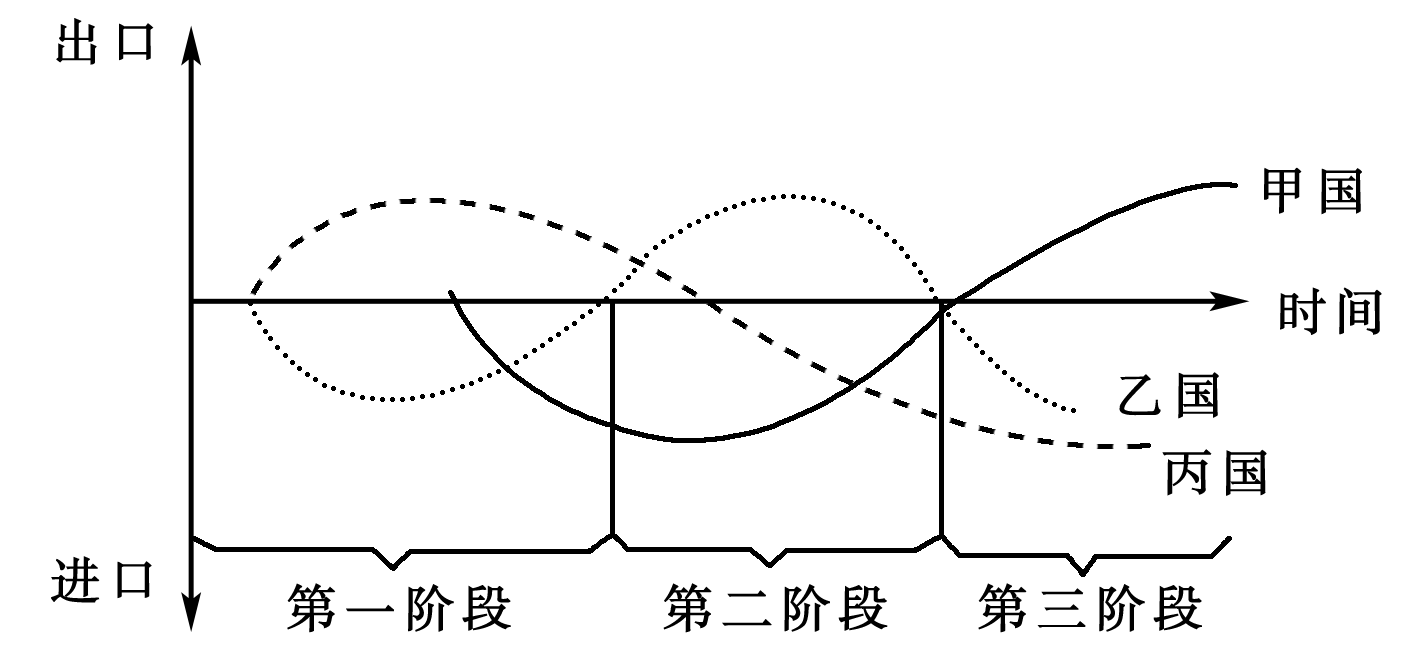 出口
甲国
时间
乙国
丙国
进口
第一阶段
第二阶段
第三阶段